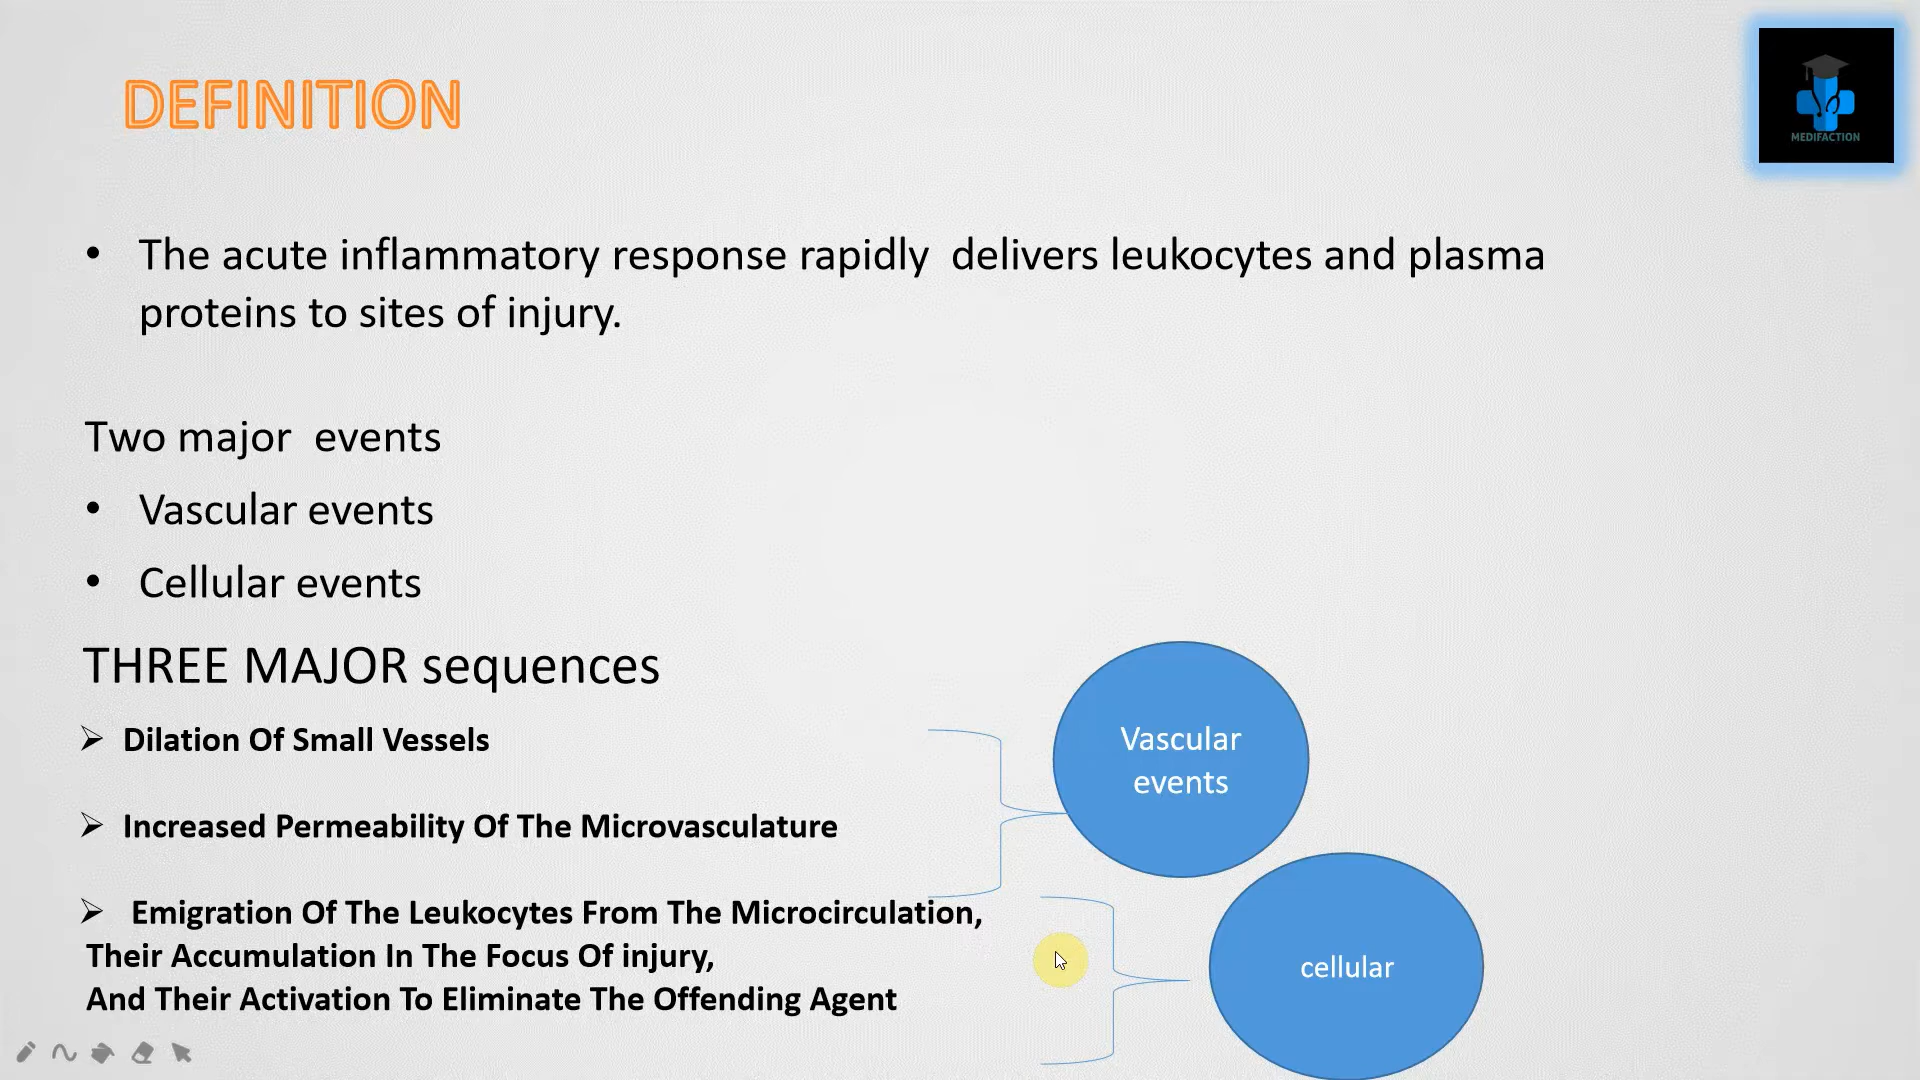 DEFINITION
MEDIFACTION
• The acute inflammatory response rapidly  delivers leukocytes and plasma
proteins to sites of injury.
Two major  events
• Vascular events
• Cellular events
THREE MAJOR sequences
➢ Dilation Of Small Vessels
Vascular
events
➢ Increased Permeability Of The Microvasculature
➢ Emigration Of The Leukocytes From The Microcirculation,
Their Accumulation In The Focus Of injury,
And Their Activation To Eliminate The Offending Agent
cellular